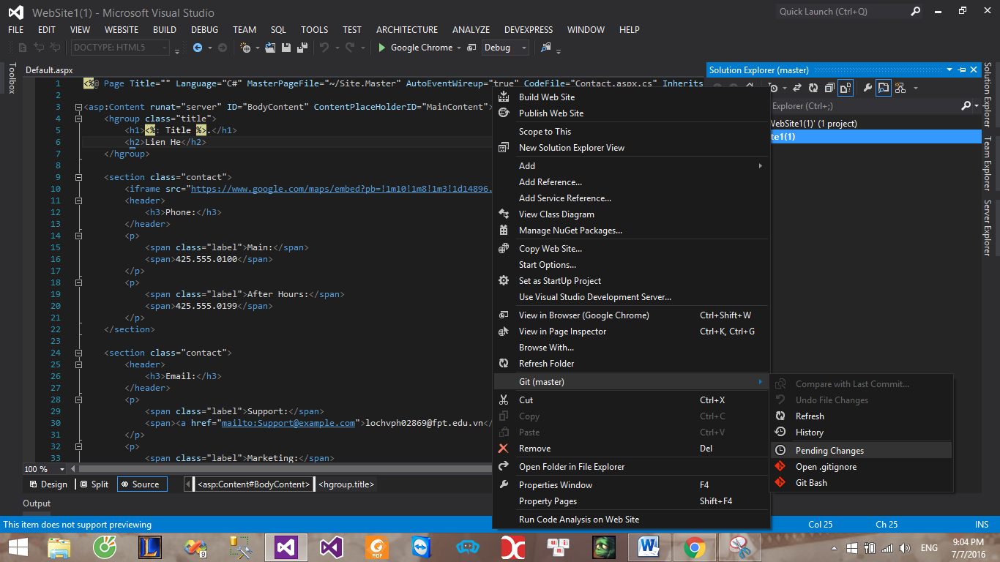 WebSite1(1) - Microsoft Visual Studio
Quick Launch (Ctrl+Q)
FILE EDIT VIEW WEBSITE BUILD DEBUG TEAM SQL TOOLS TEST ARCHITECTURE ANALYZE DEVEXPRESS WINDOW HELP
DOCTYPE: HTML5 Google Chrome Debug
Toolbox
Default.aspx
1 <%@ Page Title="" Language="C#" MasterPageFile="~/Site.Master" AutoEventWireup="true" CodeFile="Contact.aspx.cs" Inherits
2
3 <asp:Content runat="server" ID="BodyContent" ContentPlaceHolderID="MainContent">
4 <hgroup class="title">
5 <h1><%: Title %>.</h1>
6 <h2>Lien He</h2>
7 </hgroup>
8
9 <section class="contact">
10 <iframe src="https://www.google.com/maps/embed?pb=!1m10!1m8!1m3!1d14896.
11 <header>
12 <h3>Phone:</h3>
13 </header>
14 <p>
15 <span class="label">Main:</span>
16 <span>425.555.0100</span>
17 </p>
18 <p>
19 <span class="label">After Hours:</span>
20 <span>425.555.0199</span>
21 </p>
22 </section>
23
24 <section class="contact">
25 <header>
26 <h3>Email:</h3>
27 </header>
28 <p>
29 <span class="label">Support:</span>
30 <span><a href="mailto:Support@example.com">lochvph02869@fpt.edu.vn</
31 </p>
32 <p>
33 <span class="label">Marketing:</span>
100 %
Design Split Source <asp:Content#BodyContent> <hgroup.title>
Output
Build Web Site
Publish Web Site
Scope to This
New Solution Explorer View
Add
Add Reference...
Add Service Reference...
View Class Diagram
Manage NuGet Packages...
Copy Web Site...
Start Options...
Set as StartUp Project
Use Visual Studio Development Server...
View in Browser (Google Chrome) Ctrl+Shift+W
View in Page Inspector Ctrl+K, Ctrl+G
Browse With...
Refresh Folder
Git (master)
Cut Ctrl+X
Copy Ctrl+C
Paste Ctrl+V
Remove Del
Open Folder in File Explorer
Properties Window F4
Property Pages Shift+F4
Run Code Analysis on Web Site
Compare with Last Commit...
Undo File Changes
Refresh
History
Pending Changes
Open .gitignore
Git Bash
Solution Explorer (master)
Explorer (Ctrl+;)
WebSite1(1)' (1 project)
te1(1)
Solution Explorer
Team Explorer
Server Explorer
This item does not support previewing
Col 25 Ch 25 INS
9
PDF
uni
ENG
9:04 PM
7/7/2016